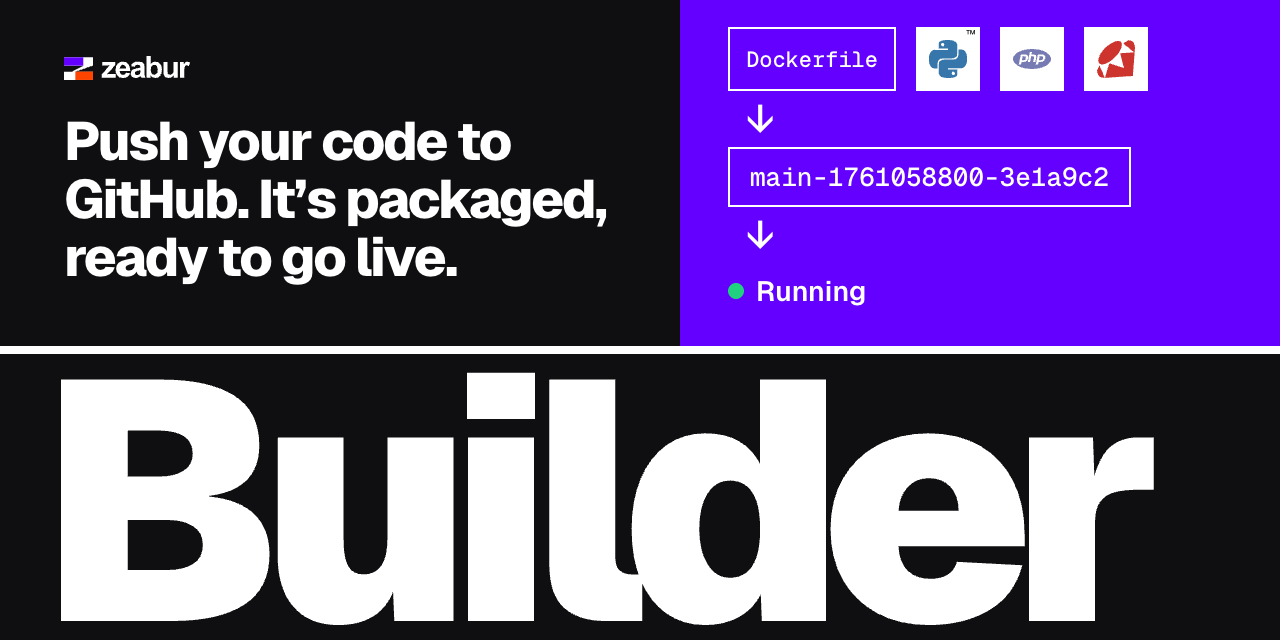 zeabur
Push your code to
GitHub. It’s packaged,
ready to go live.
Dockerfile
TM
php
main-1761058800-3e1a9c2
Running
Builder